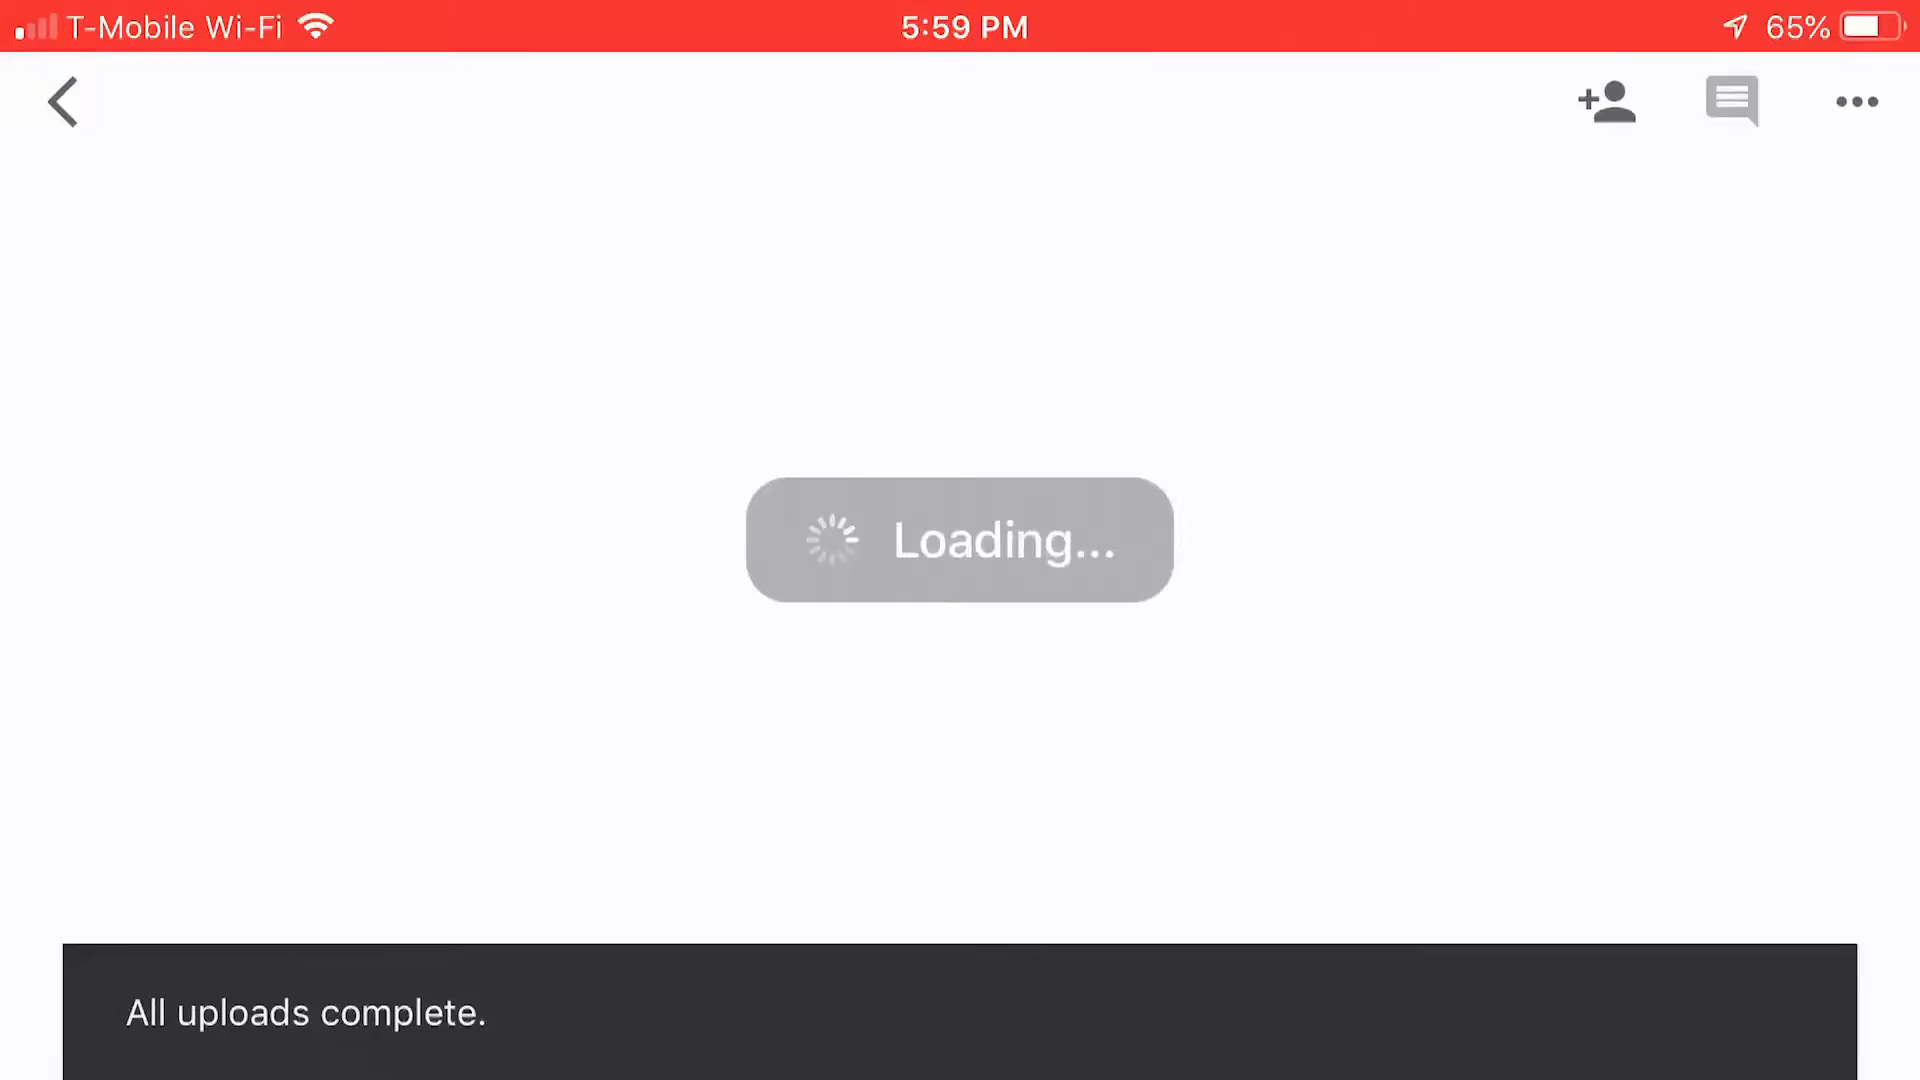 T-Mobile Wi-Fi
5:59 PM
65%
Loading...
All uploads complete.